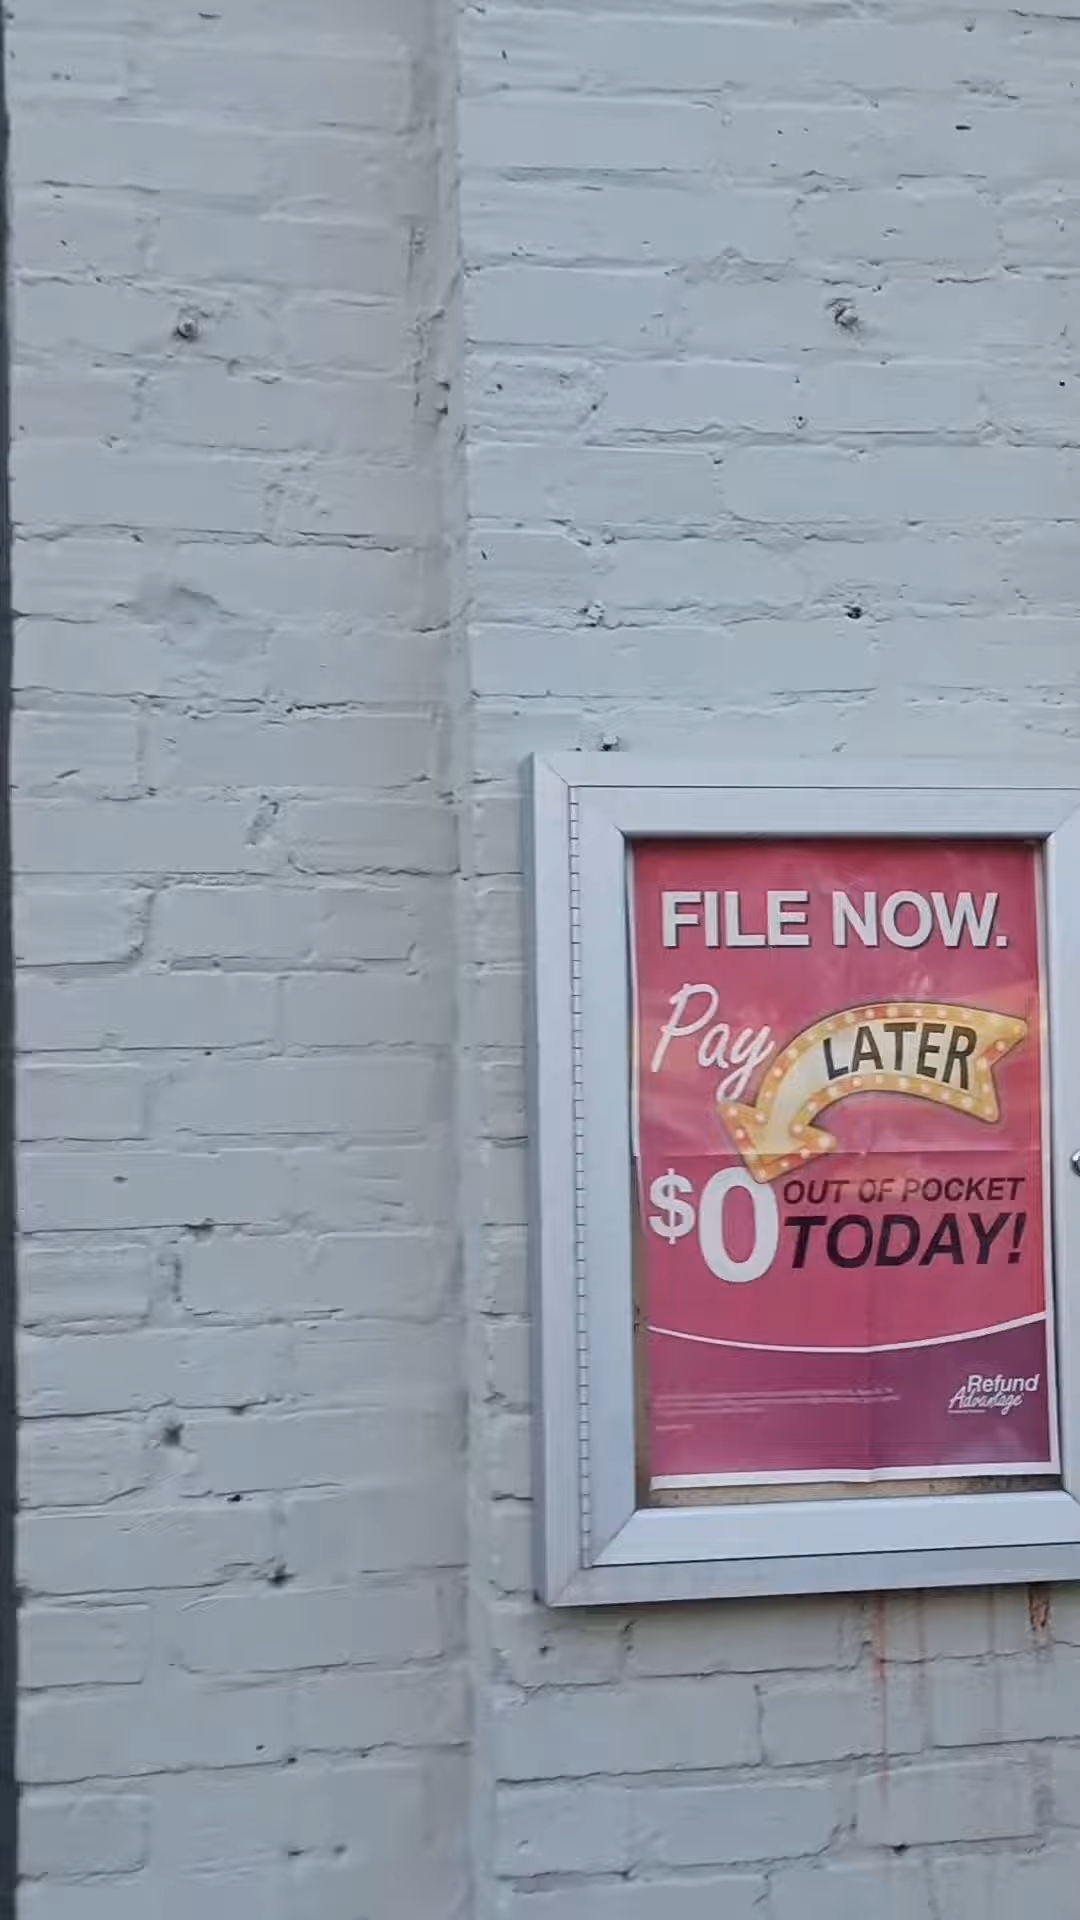 FILE NOW.
Pay LATER
$0 OUT OF POCKET
TODAY!
Refund
Advantage